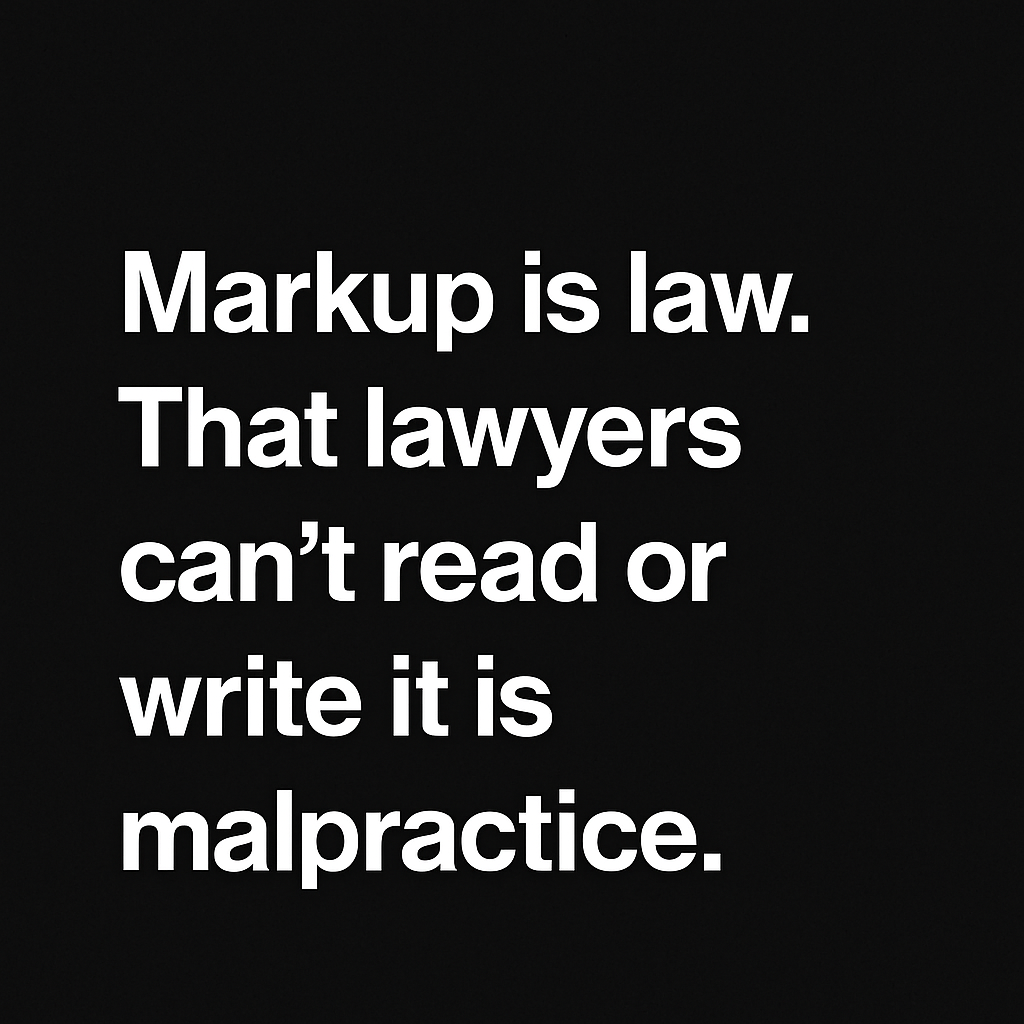 Markup is law.
That lawyers
can’t read or
write it is
malpractice.